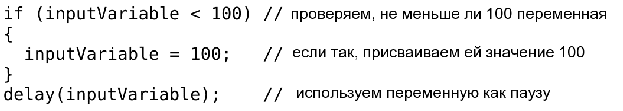 if (inputVariable < 100) // проверяем, не меньше ли 100 переменная
{
inputVariable = 100; // если так, присваиваем ей значение 100
}
delay(inputVariable); // используем переменную как паузу